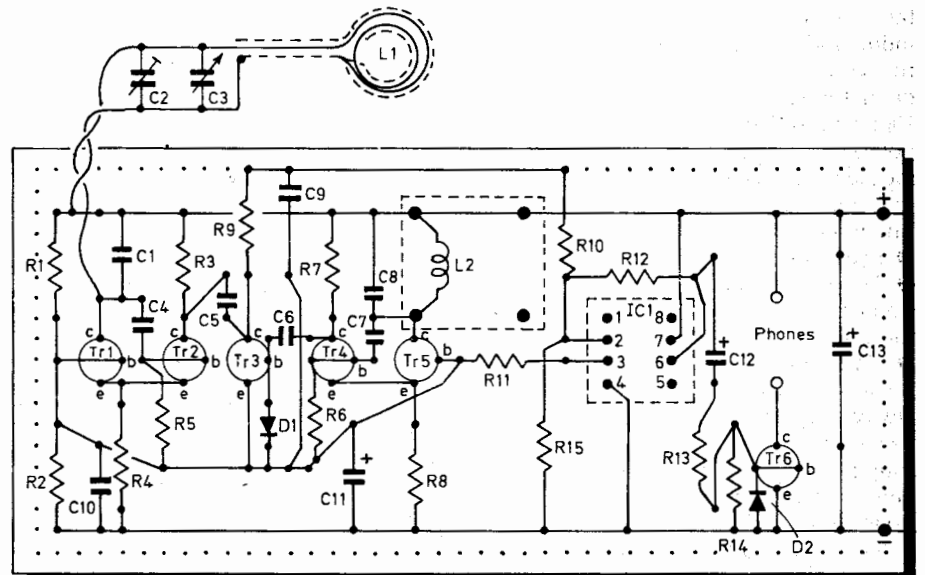 L1
C2 C3
+
C9
R9
R1 C1 R3 R7 C8 L2 R10 R12
C4 C5 C6 C7 IC1
1 8
2 7
3 6
4 5
Phones
+
C12
+
C13
c Tr1 b e
c Tr2 b e
c Tr3 b e
c Tr4 b e
c Tr5 b e
R11
D1
R5 R6 R15
R2 C10 R4 + C11 R8 R13
c Tr6 b e
R14 D2
−